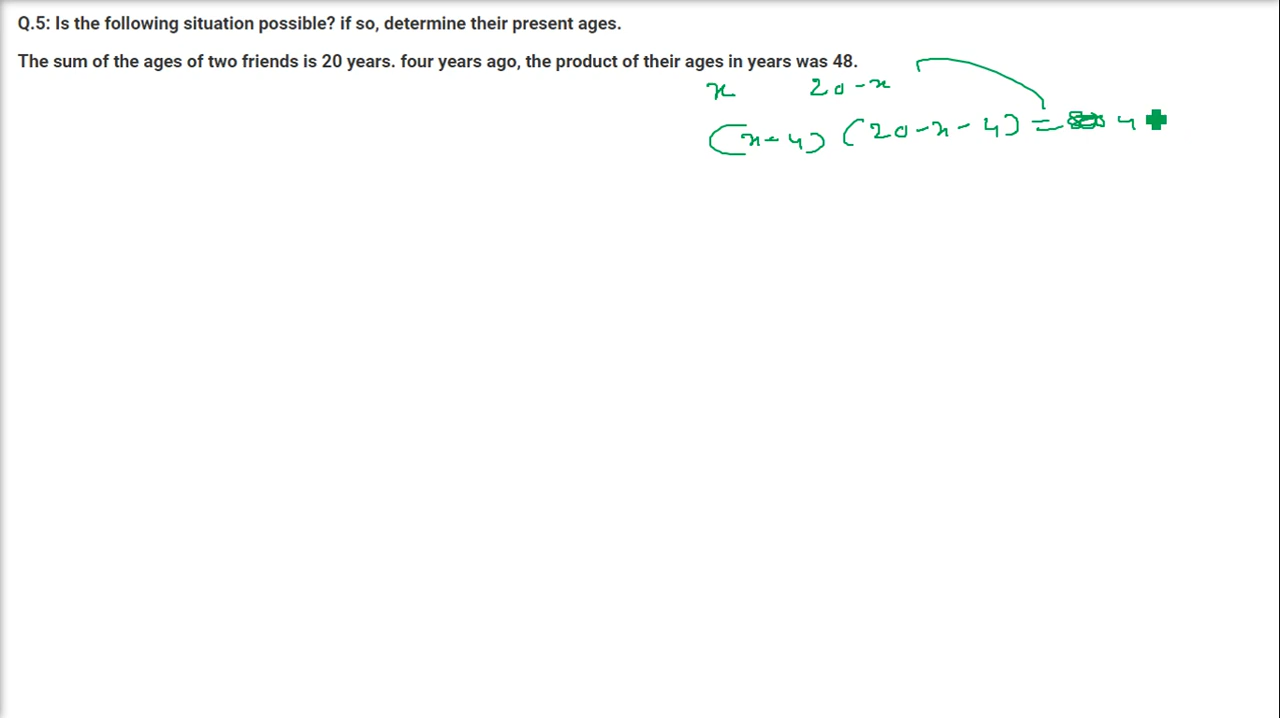 Q.5: Is the following situation possible? if so, determine their present ages.
The sum of the ages of two friends is 20 years. four years ago, the product of their ages in years was 48.
x 20-x
(x-4) (20-x-4) = 4